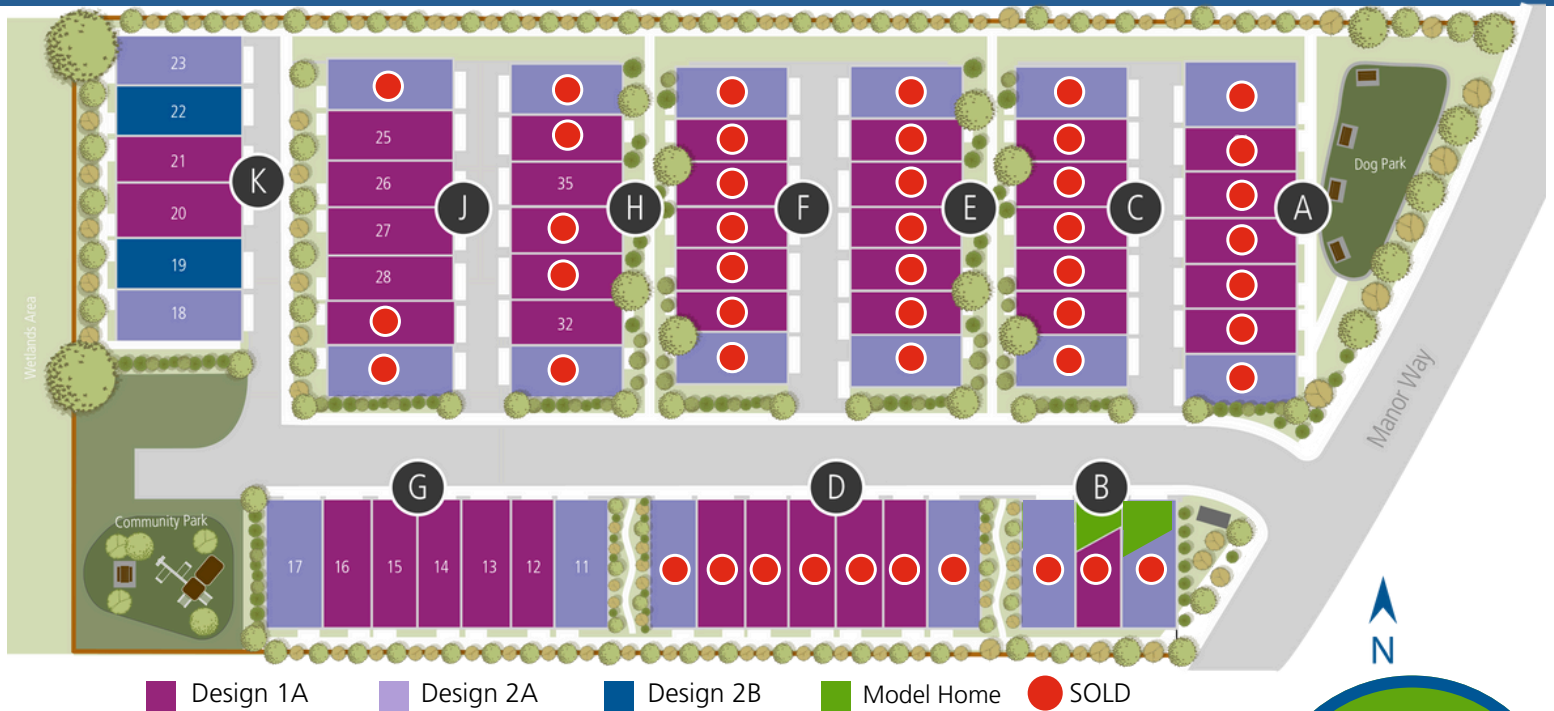 23
22
21
20
19
18
K
25
26
27
28
J
35
32
H
F
E
C
A
Dog Park
Wetlands Area
Manor Way
G
D
B
Community Park
17
16
15
14
13
12
11
N
Design 1A
Design 2A
Design 2B
Model Home
SOLD